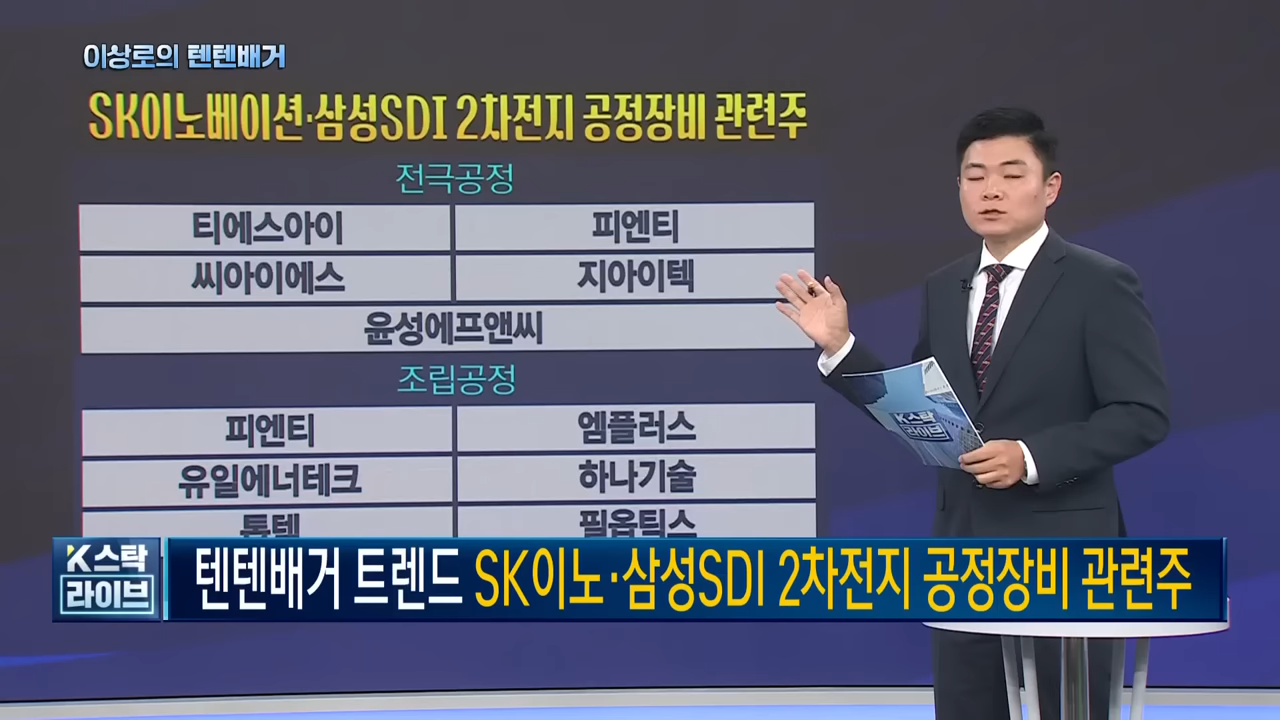 이상로의 텐텐배거
SK이노베이션·삼성SDI 2차전지 공정장비 관련주
전극공정
티에스아이 피엔티
씨아이에스 지아이텍
윤성에프앤씨
조립공정
피엔티 엠플러스
유일에너테크 하나기술
톱텍 필옵틱스
K스탁
라이브
K스탁 라이브
텐텐배거 트렌드 SK이노·삼성SDI 2차전지 공정장비 관련주